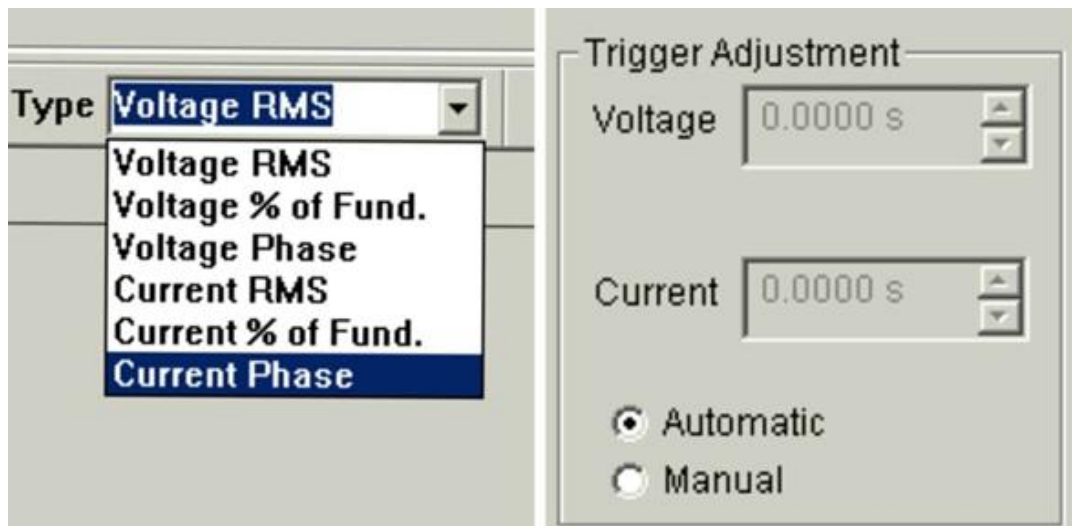 Type Voltage RMS
Voltage RMS
Voltage % of Fund.
Voltage Phase
Current RMS
Current % of Fund.
Current Phase
Trigger Adjustment
Voltage 0.0000 s
Current 0.0000 s
Automatic
Manual